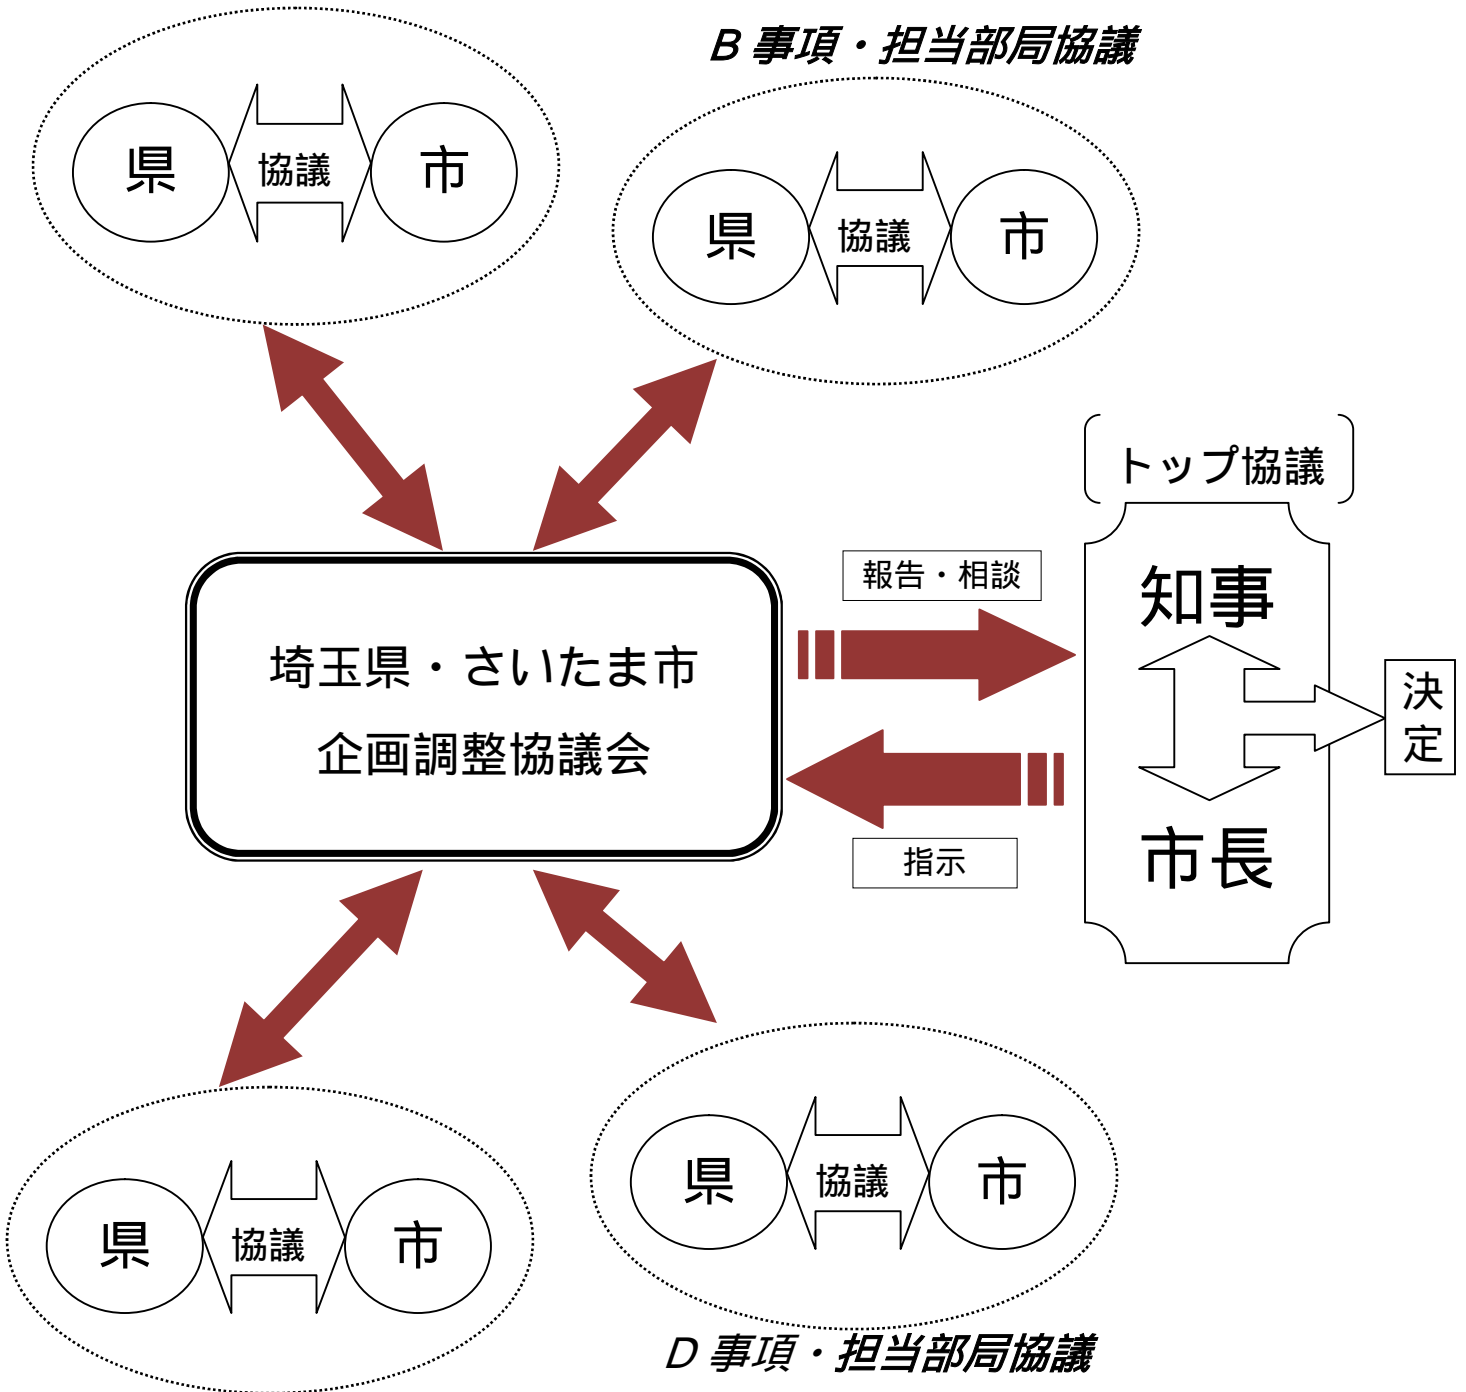 B 事項・担当部局協議
県
協議
市
県
協議
市
トップ協議
知事
市長
決
定
報告・相談
指示
埼玉県・さいたま市
企画調整協議会
県
協議
市
県
協議
市
D 事項・担当部局協議